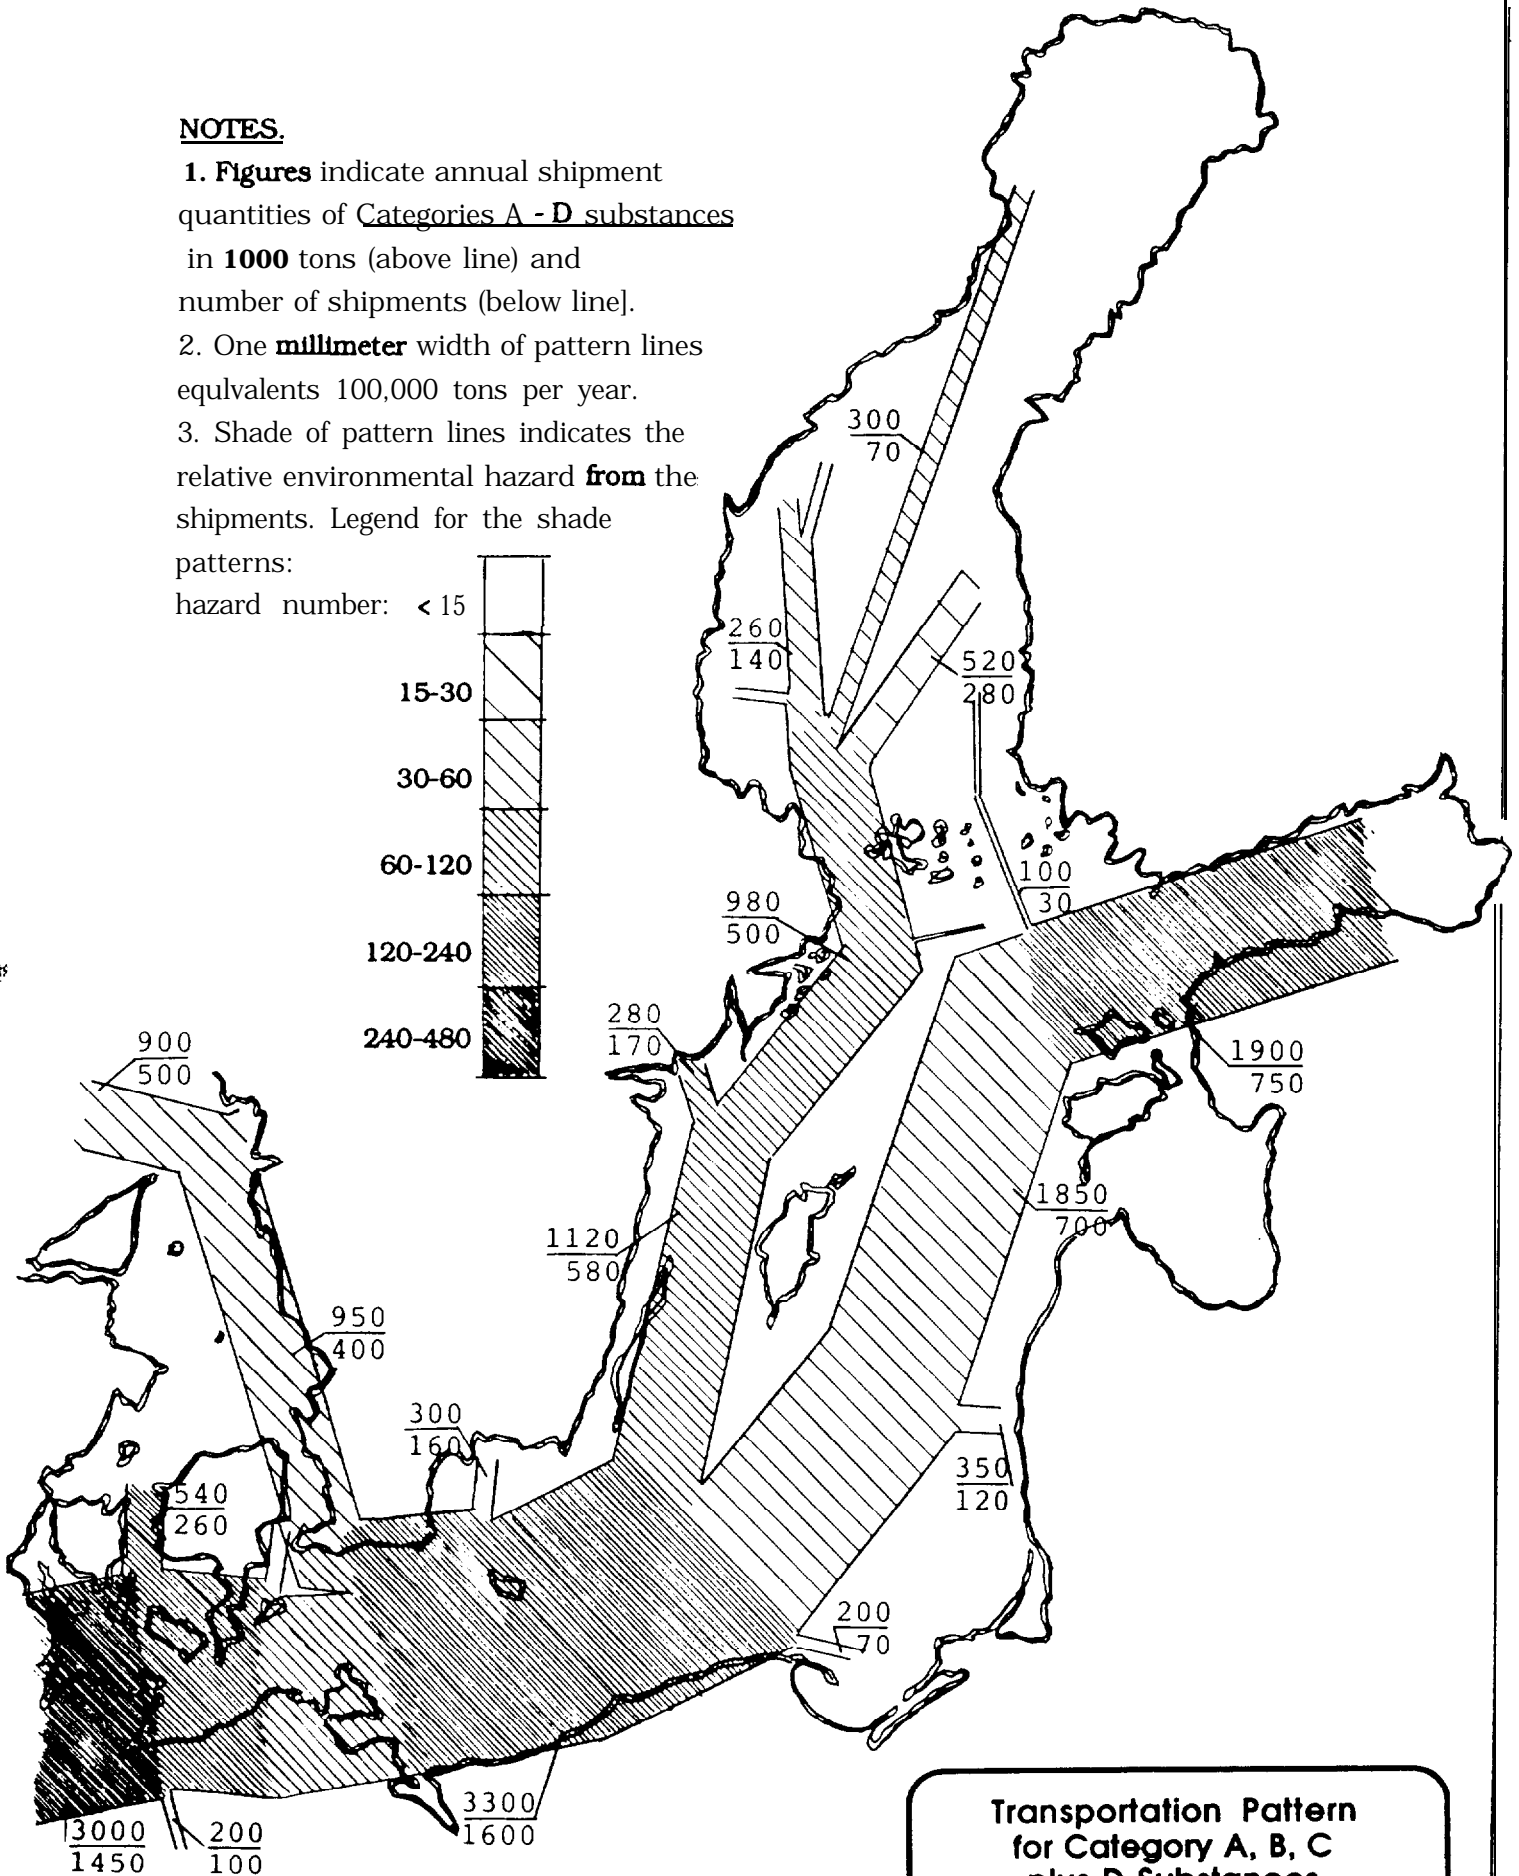 NOTES.
1. Figures indicate annual shipment
quantities of Categories A - D substances
in 1000 tons (above line) and
number of shipments (below line].
2. One millimeter width of pattern lines
equlvalents 100,000 tons per year.
3. Shade of pattern lines indicates the
relative environmental hazard from the
shipments. Legend for the shade
patterns:
hazard number: < 15
15-30
30-60
60-120
120-240
240-480
300
70
260
140
520
280
100
30
980
500
280
170
1900
750
900
500
1850
700
1120
580
950
400
300
160
350
120
540
260
200
70
3300
1600
3000
1450
200
100
Transportation Pattern
for Category A, B, C
plus D Substances